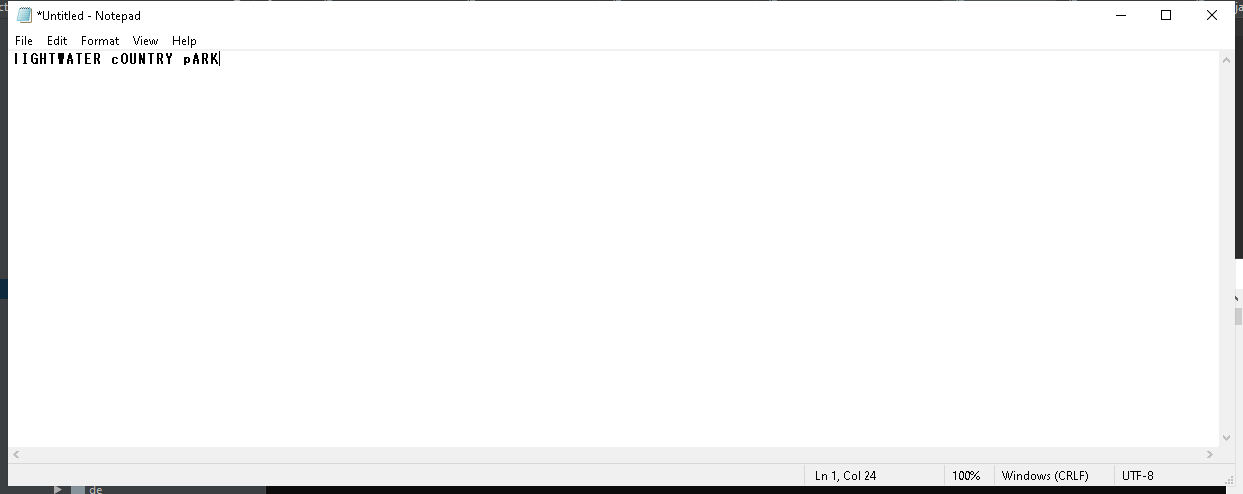 *Untitled - Notepad
File Edit Format View Help
lIGHTWATER cOUNTRY pARK
Ln 1, Col 24 100% Windows (CRLF) UTF-8
de